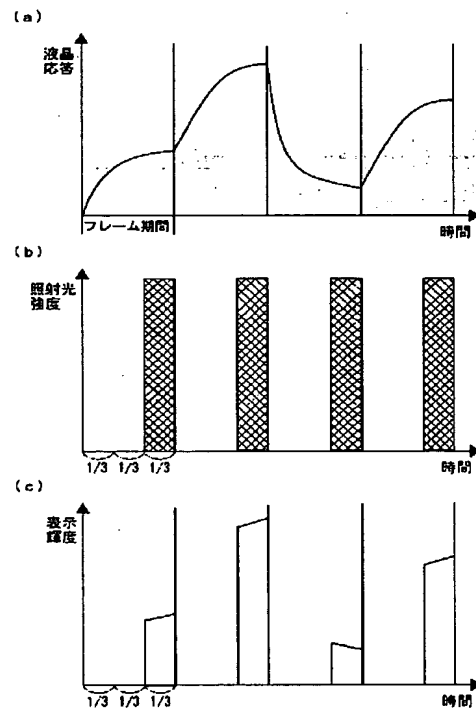 (a)
液晶
応答
フレーム期間
時間
(b)
照射光
強度
1/3 1/3 1/3
時間
(c)
表示
輝度
1/3 1/3 1/3
時間